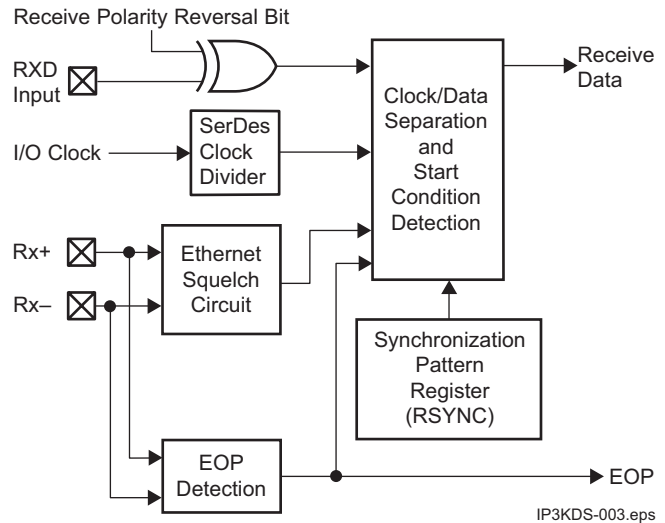 Receive Polarity Reversal Bit
RXD
Input
I/O Clock
SerDes
Clock
Divider
Clock/Data
Separation
and
Start
Condition
Detection
Receive
Data
Rx+
Rx–
Ethernet
Squelch
Circuit
Synchronization
Pattern
Register
(RSYNC)
EOP
Detection
EOP
IP3KDS-003.eps